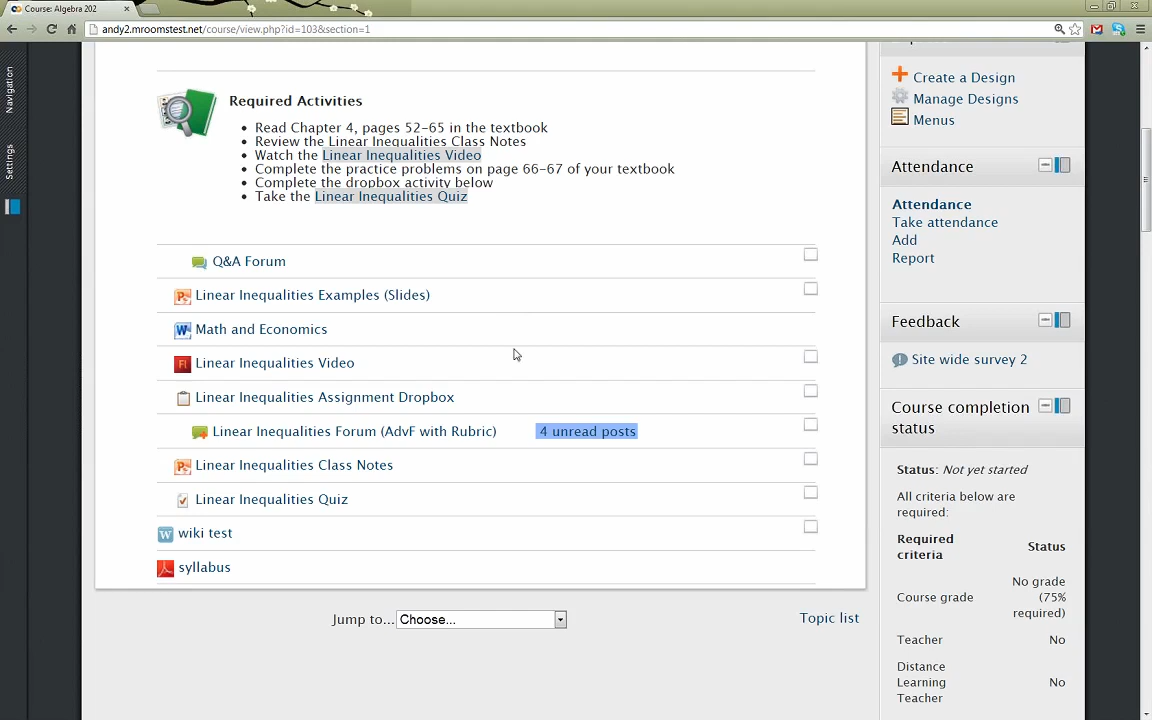 Course: Algebra 202
andy2.mroomstest.net/course/view.php?id=103&section=1
Navigation
Settings
Required Activities
Read Chapter 4, pages 52-65 in the textbook
Review the Linear Inequalities Class Notes
Watch the Linear Inequalities Video
Complete the practice problems on page 66-67 of your textbook
Complete the dropbox activity below
Take the Linear Inequalities Quiz
Q&A Forum
Linear Inequalities Examples (Slides)
Math and Economics
Linear Inequalities Video
Linear Inequalities Assignment Dropbox
Linear Inequalities Forum (AdvF with Rubric) 4 unread posts
Linear Inequalities Class Notes
Linear Inequalities Quiz
wiki test
syllabus
Jump to... Choose...
Topic list
Create a Design
Manage Designs
Menus
Attendance
Attendance
Take attendance
Add
Report
Feedback
Site wide survey 2
Course completion
status
Status: Not yet started
All criteria below are
required:
Required
criteria
Status
Course grade
No grade
(75%
required)
Teacher No
Distance
Learning
Teacher
No